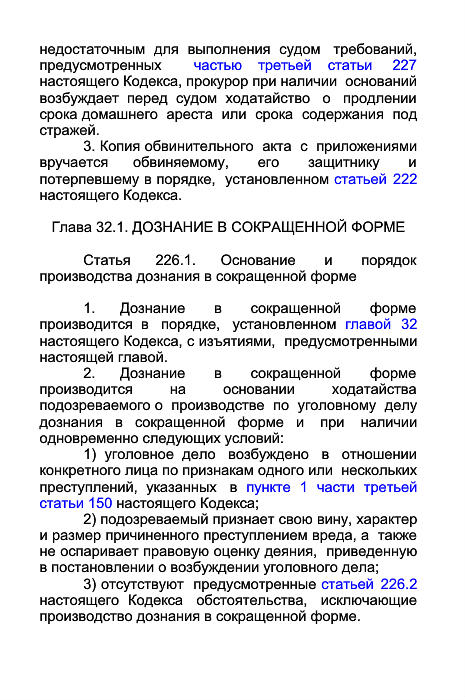 недостаточным для выполнения судом требований,
предусмотренных частью третьей статьи 227
настоящего Кодекса, прокурор при наличии оснований
возбуждает перед судом ходатайство о продлении
срока домашнего ареста или срока содержания под
стражей.
3. Копия обвинительного акта с приложениями
вручается обвиняемому, его защитнику и
потерпевшему в порядке, установленном статьей 222
настоящего Кодекса.
Глава 32.1. ДОЗНАНИЕ В СОКРАЩЕННОЙ ФОРМЕ
Статья 226.1. Основание и порядок
производства дознания в сокращенной форме
1. Дознание в сокращенной форме
производится в порядке, установленном главой 32
настоящего Кодекса, с изъятиями, предусмотренными
настоящей главой.
2. Дознание в сокращенной форме
производится на основании ходатайства
подозреваемого о производстве по уголовному делу
дознания в сокращенной форме и при наличии
одновременно следующих условий:
1) уголовное дело возбуждено в отношении
конкретного лица по признакам одного или нескольких
преступлений, указанных в пункте 1 части третьей
статьи 150 настоящего Кодекса;
2) подозреваемый признает свою вину, характер
и размер причиненного преступлением вреда, а также
не оспаривает правовую оценку деяния, приведенную
в постановлении о возбуждении уголовного дела;
3) отсутствуют предусмотренные статьей 226.2
настоящего Кодекса обстоятельства, исключающие
производство дознания в сокращенной форме.